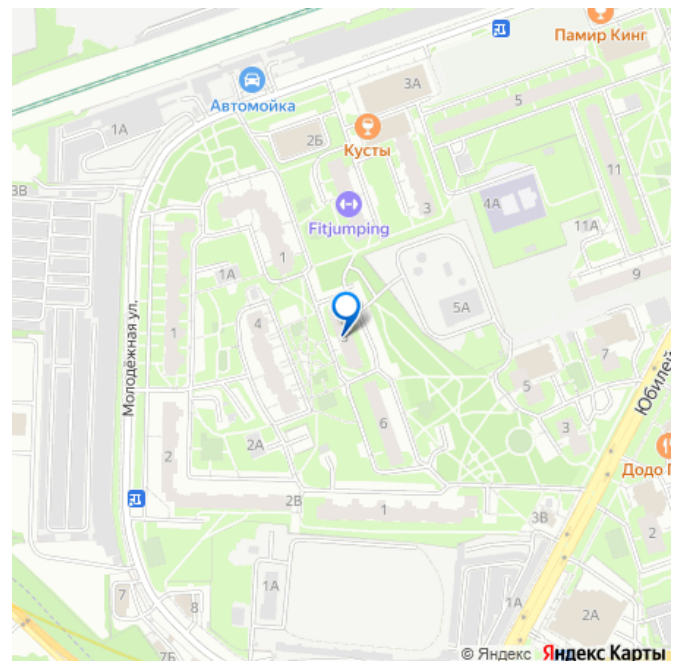 Памир Кинг
3А
Автомойка
5
1А
2Б
Кусты
11
3В
4А
3
Fitjumping
11А
1
9
1А
5А
4
1
3
Молодёжная ул.
7
5
Юбилей
6
3
2А
Додо П
2
2В
1
3В
2
1А
1А
2А
7
8
7Б
© Яндекс Яндекс Карты